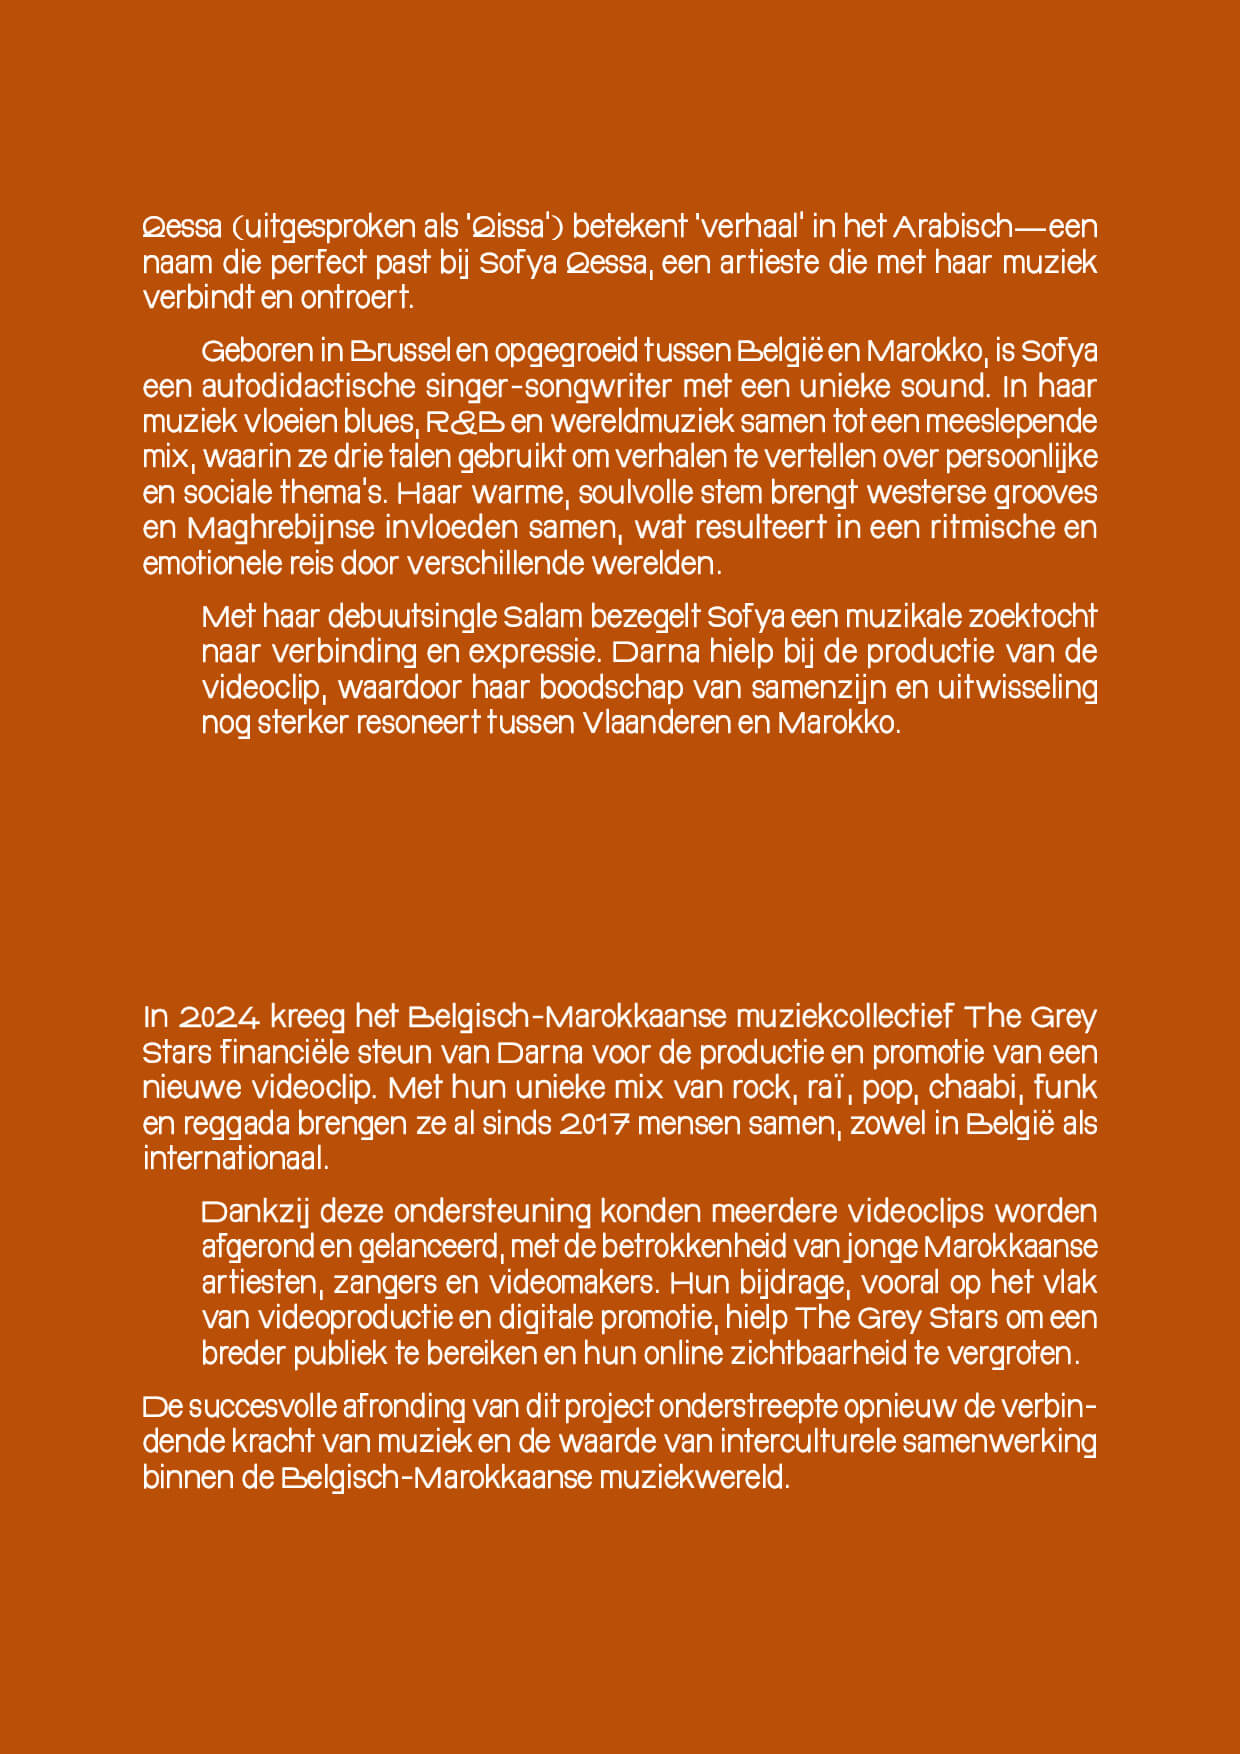 Qessa (uitgesproken als 'Qissa') betekent 'verhaal' in het Arabisch—een
naam die perfect past bij Sofya Qessa, een artieste die met haar muziek
verbindt en ontroert.
Geboren in Brussel en opgegroeid tussen België en Marokko, is Sofya
een autodidactische singer-songwriter met een unieke sound. In haar
muziek vloeien blues, R&B en wereldmuziek samen tot een meeslepende
mix, waarin ze drie talen gebruikt om verhalen te vertellen over persoonlijke
en sociale thema's. Haar warme, soulvolle stem brengt westerse grooves
en Maghrebijnse invloeden samen, wat resulteert in een ritmische en
emotionele reis door verschillende werelden.
Met haar debuutsingle Salam bezegelt Sofya een muzikale zoektocht
naar verbinding en expressie. Darna hielp bij de productie van de
videoclip, waardoor haar boodschap van samenzijn en uitwisseling
nog sterker resoneert tussen Vlaanderen en Marokko.
In 2024 kreeg het Belgisch-Marokkaanse muziekcollectief The Grey
Stars financiële steun van Darna voor de productie en promotie van een
nieuwe videoclip. Met hun unieke mix van rock, raï, pop, chaabi, funk
en reggada brengen ze al sinds 2017 mensen samen, zowel in België als
internationaal.
Dankzij deze ondersteuning konden meerdere videoclips worden
afgerond en gelanceerd, met de betrokkenheid van jonge Marokkaanse
artiesten, zangers en videomakers. Hun bijdrage, vooral op het vlak
van videoproductie en digitale promotie, hielp The Grey Stars om een
breder publiek te bereiken en hun online zichtbaarheid te vergroten.
De succesvolle afronding van dit project onderstreepte opnieuw de verbin-
dende kracht van muziek en de waarde van interculturele samenwerking
binnen de Belgisch-Marokkaanse muziekwereld.